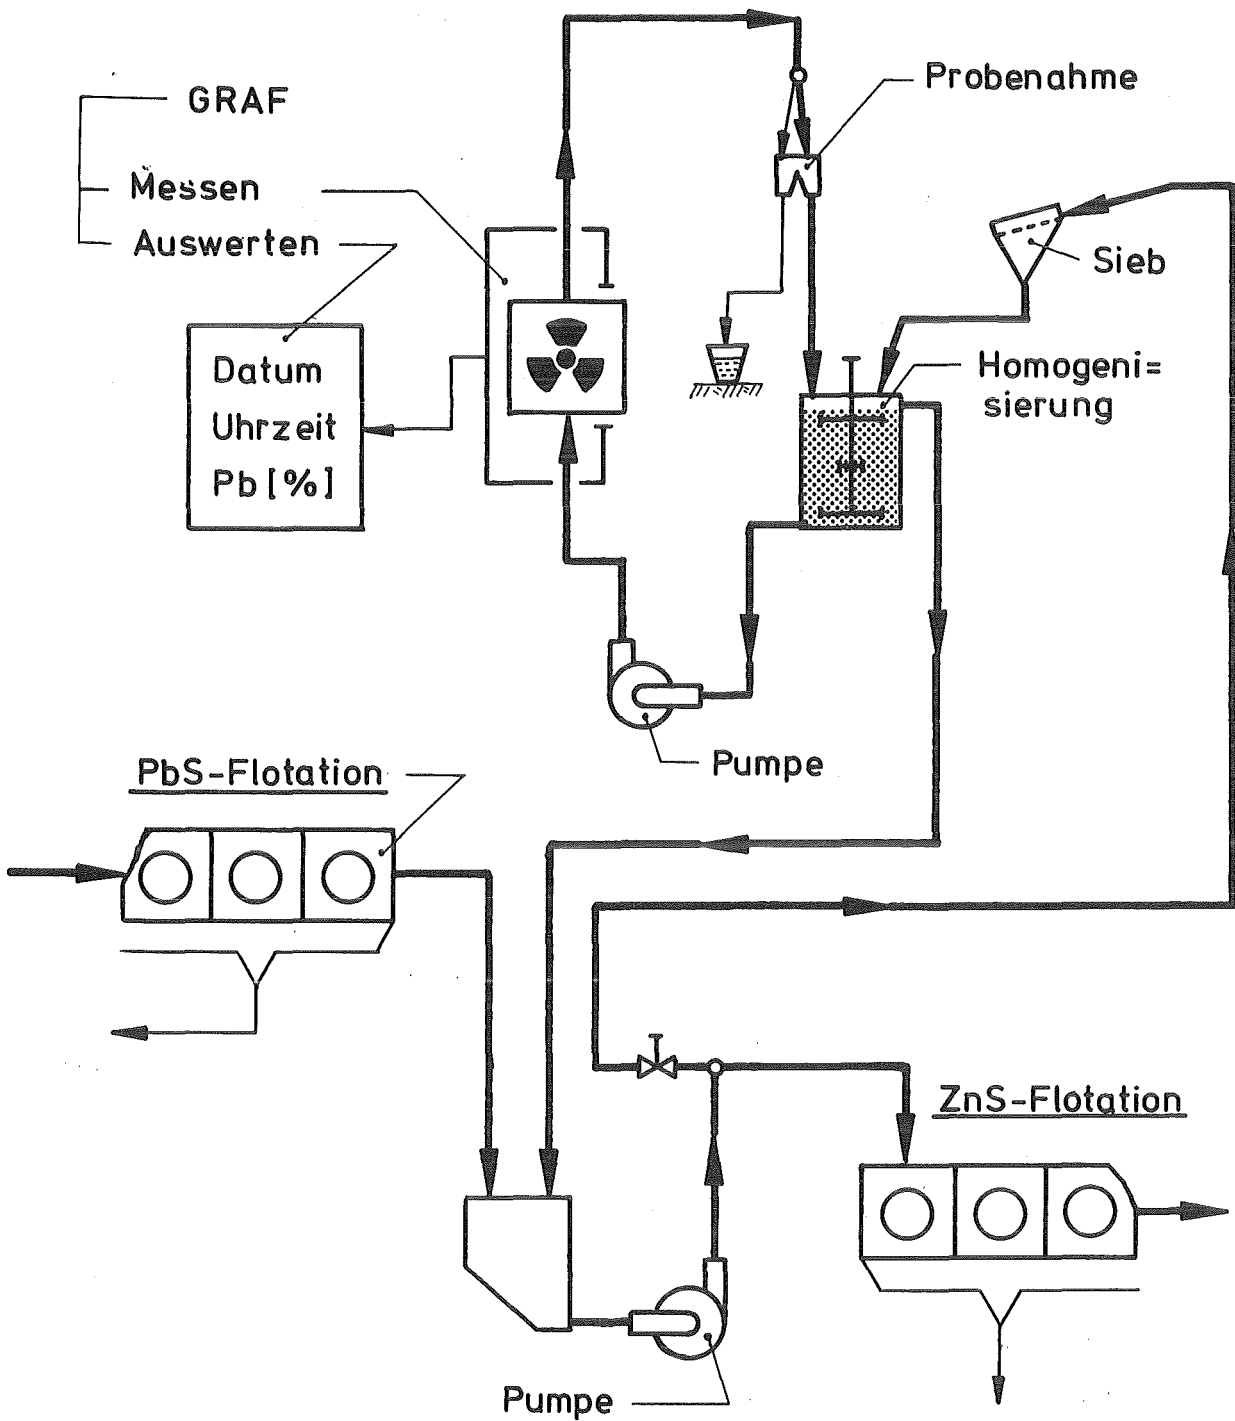 GRAF
Messen
Auswerten
Datum
Uhrzeit
Pb [%]
Probenahme
Sieb
Homogeni=
sierung
Pumpe
PbS-Flotation
ZnS-Flotation
Pumpe